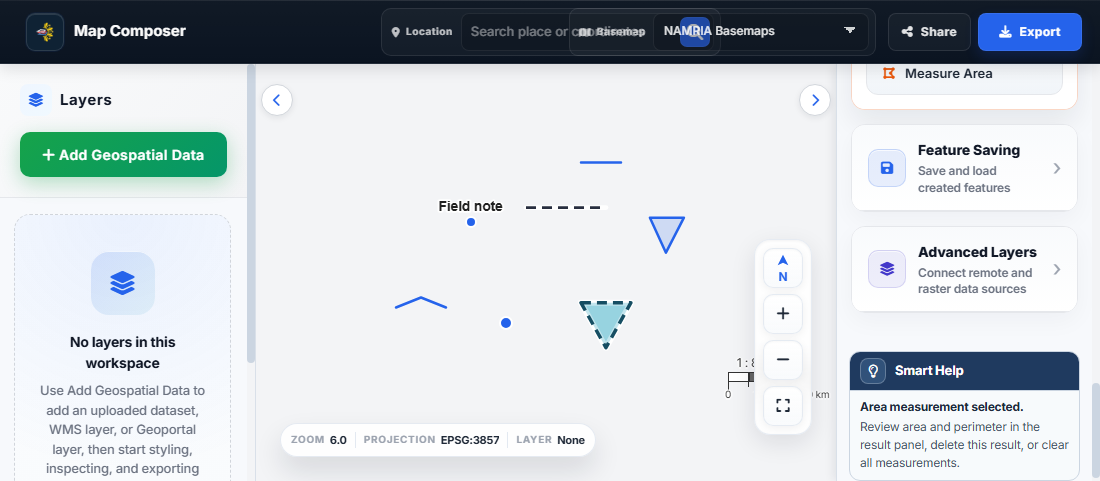 Map Composer
Location
Search place or
NAMRIA Basemaps
Share
Export
Layers
Add Geospatial Data
No layers in this
workspace
Use Add Geospatial Data to
add an uploaded dataset,
WMS layer, or Geoportal
layer, then start styling,
inspecting, and exporting
Field note
N
1 : 8
0
km
ZOOM 6.0
PROJECTION EPSG:3857
LAYER None
Measure Area
Feature Saving
Save and load
created features
Advanced Layers
Connect remote and
raster data sources
Smart Help
Area measurement selected.
Review area and perimeter in the
result panel, delete this result, or clear
all measurements.